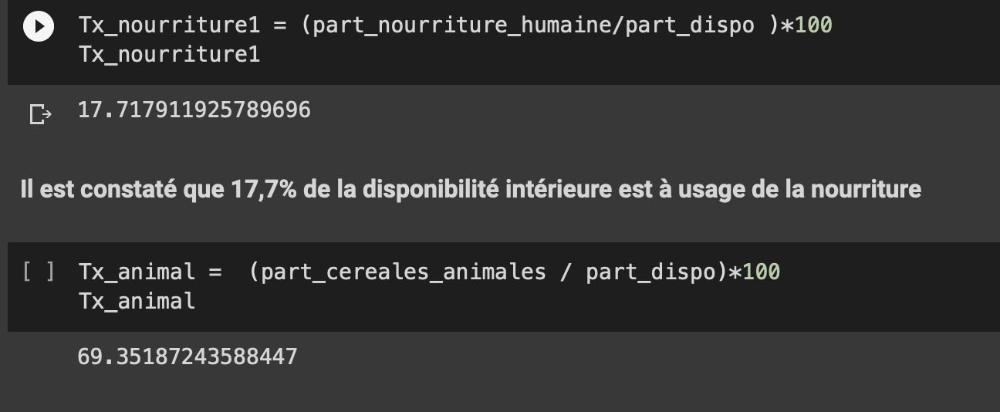 Tx_nourriture1 = (part_nourriture_humaine/part_dispo )*100
Tx_nourriture1
17.717911925789696
Il est constaté que 17,7% de la disponibilité intérieure est à usage de la nourriture
[ ] Tx_animal =  (part_cereales_animales / part_dispo)*100
Tx_animal
69.35187243588447